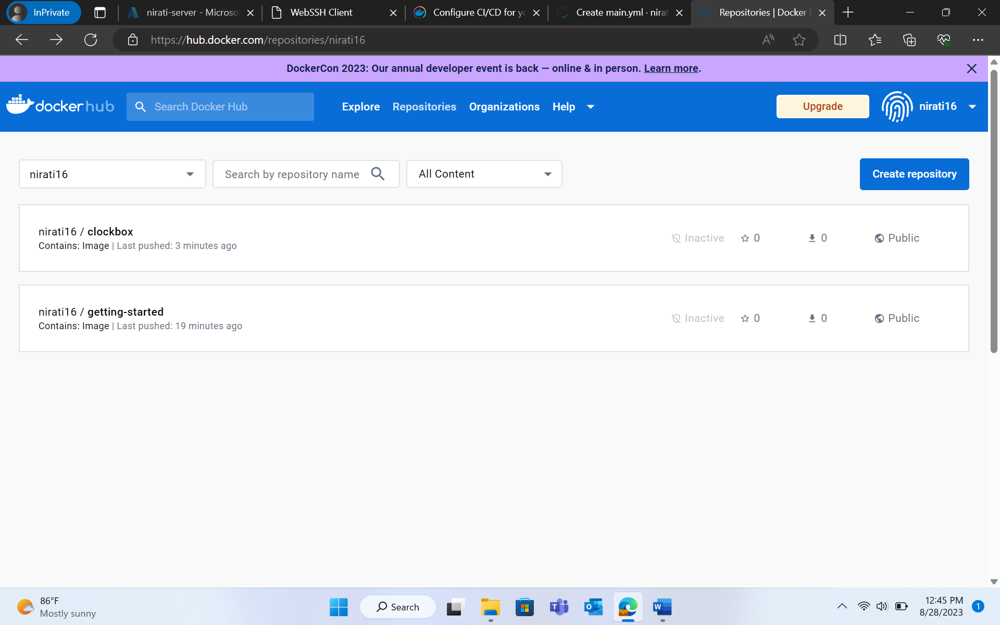 InPrivate
nirati-server - Microso
WebSSH Client
Configure CI/CD for yo
Create main.yml · nirat
Repositories | Docker H
https://hub.docker.com/repositories/nirati16
DockerCon 2023: Our annual developer event is back — online & in person. Learn more.
dockerhub
Search Docker Hub
Explore
Repositories
Organizations
Help
Upgrade
nirati16
nirati16
Search by repository name
All Content
Create repository
nirati16 / clockbox
Contains: Image | Last pushed: 3 minutes ago
Inactive
0
0
Public
nirati16 / getting-started
Contains: Image | Last pushed: 19 minutes ago
Inactive
0
0
Public
86°F
Mostly sunny
Search
12:45 PM
8/28/2023
1